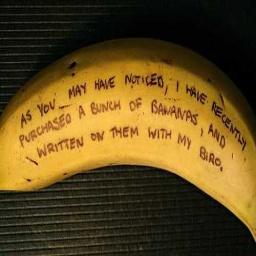 AS YOU MAY HAVE NOTICED, I HAVE RECENTLY
PURCHASED A BUNCH OF BANANAS, AND
WRITTEN ON THEM WITH MY BIRO.